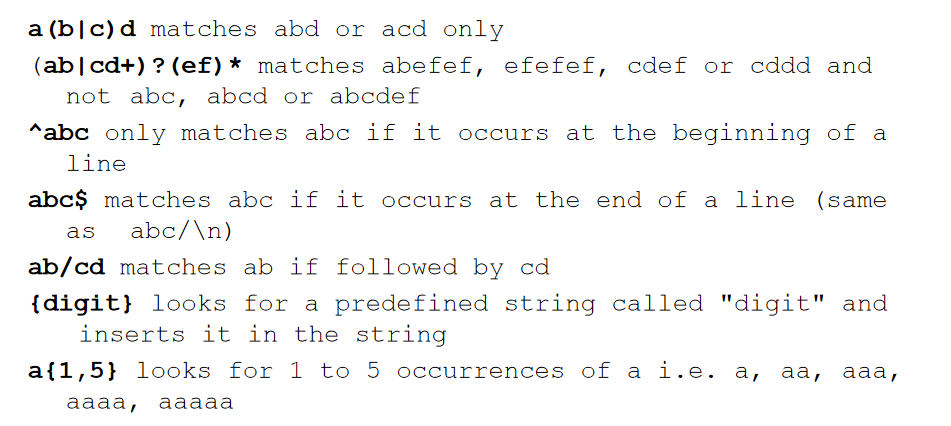 a(b|c)d matches abd or acd only
(ab|cd+)?(ef)* matches abefef, efefef, cdef or cddd and
not abc, abcd or abcdef
^abc only matches abc if it occurs at the beginning of a
line
abc$ matches abc if it occurs at the end of a line (same
as abc/\n)
ab/cd matches ab if followed by cd
{digit} looks for a predefined string called "digit" and
inserts it in the string
a{1,5} looks for 1 to 5 occurrences of a i.e. a, aa, aaa,
aaaa, aaaaa